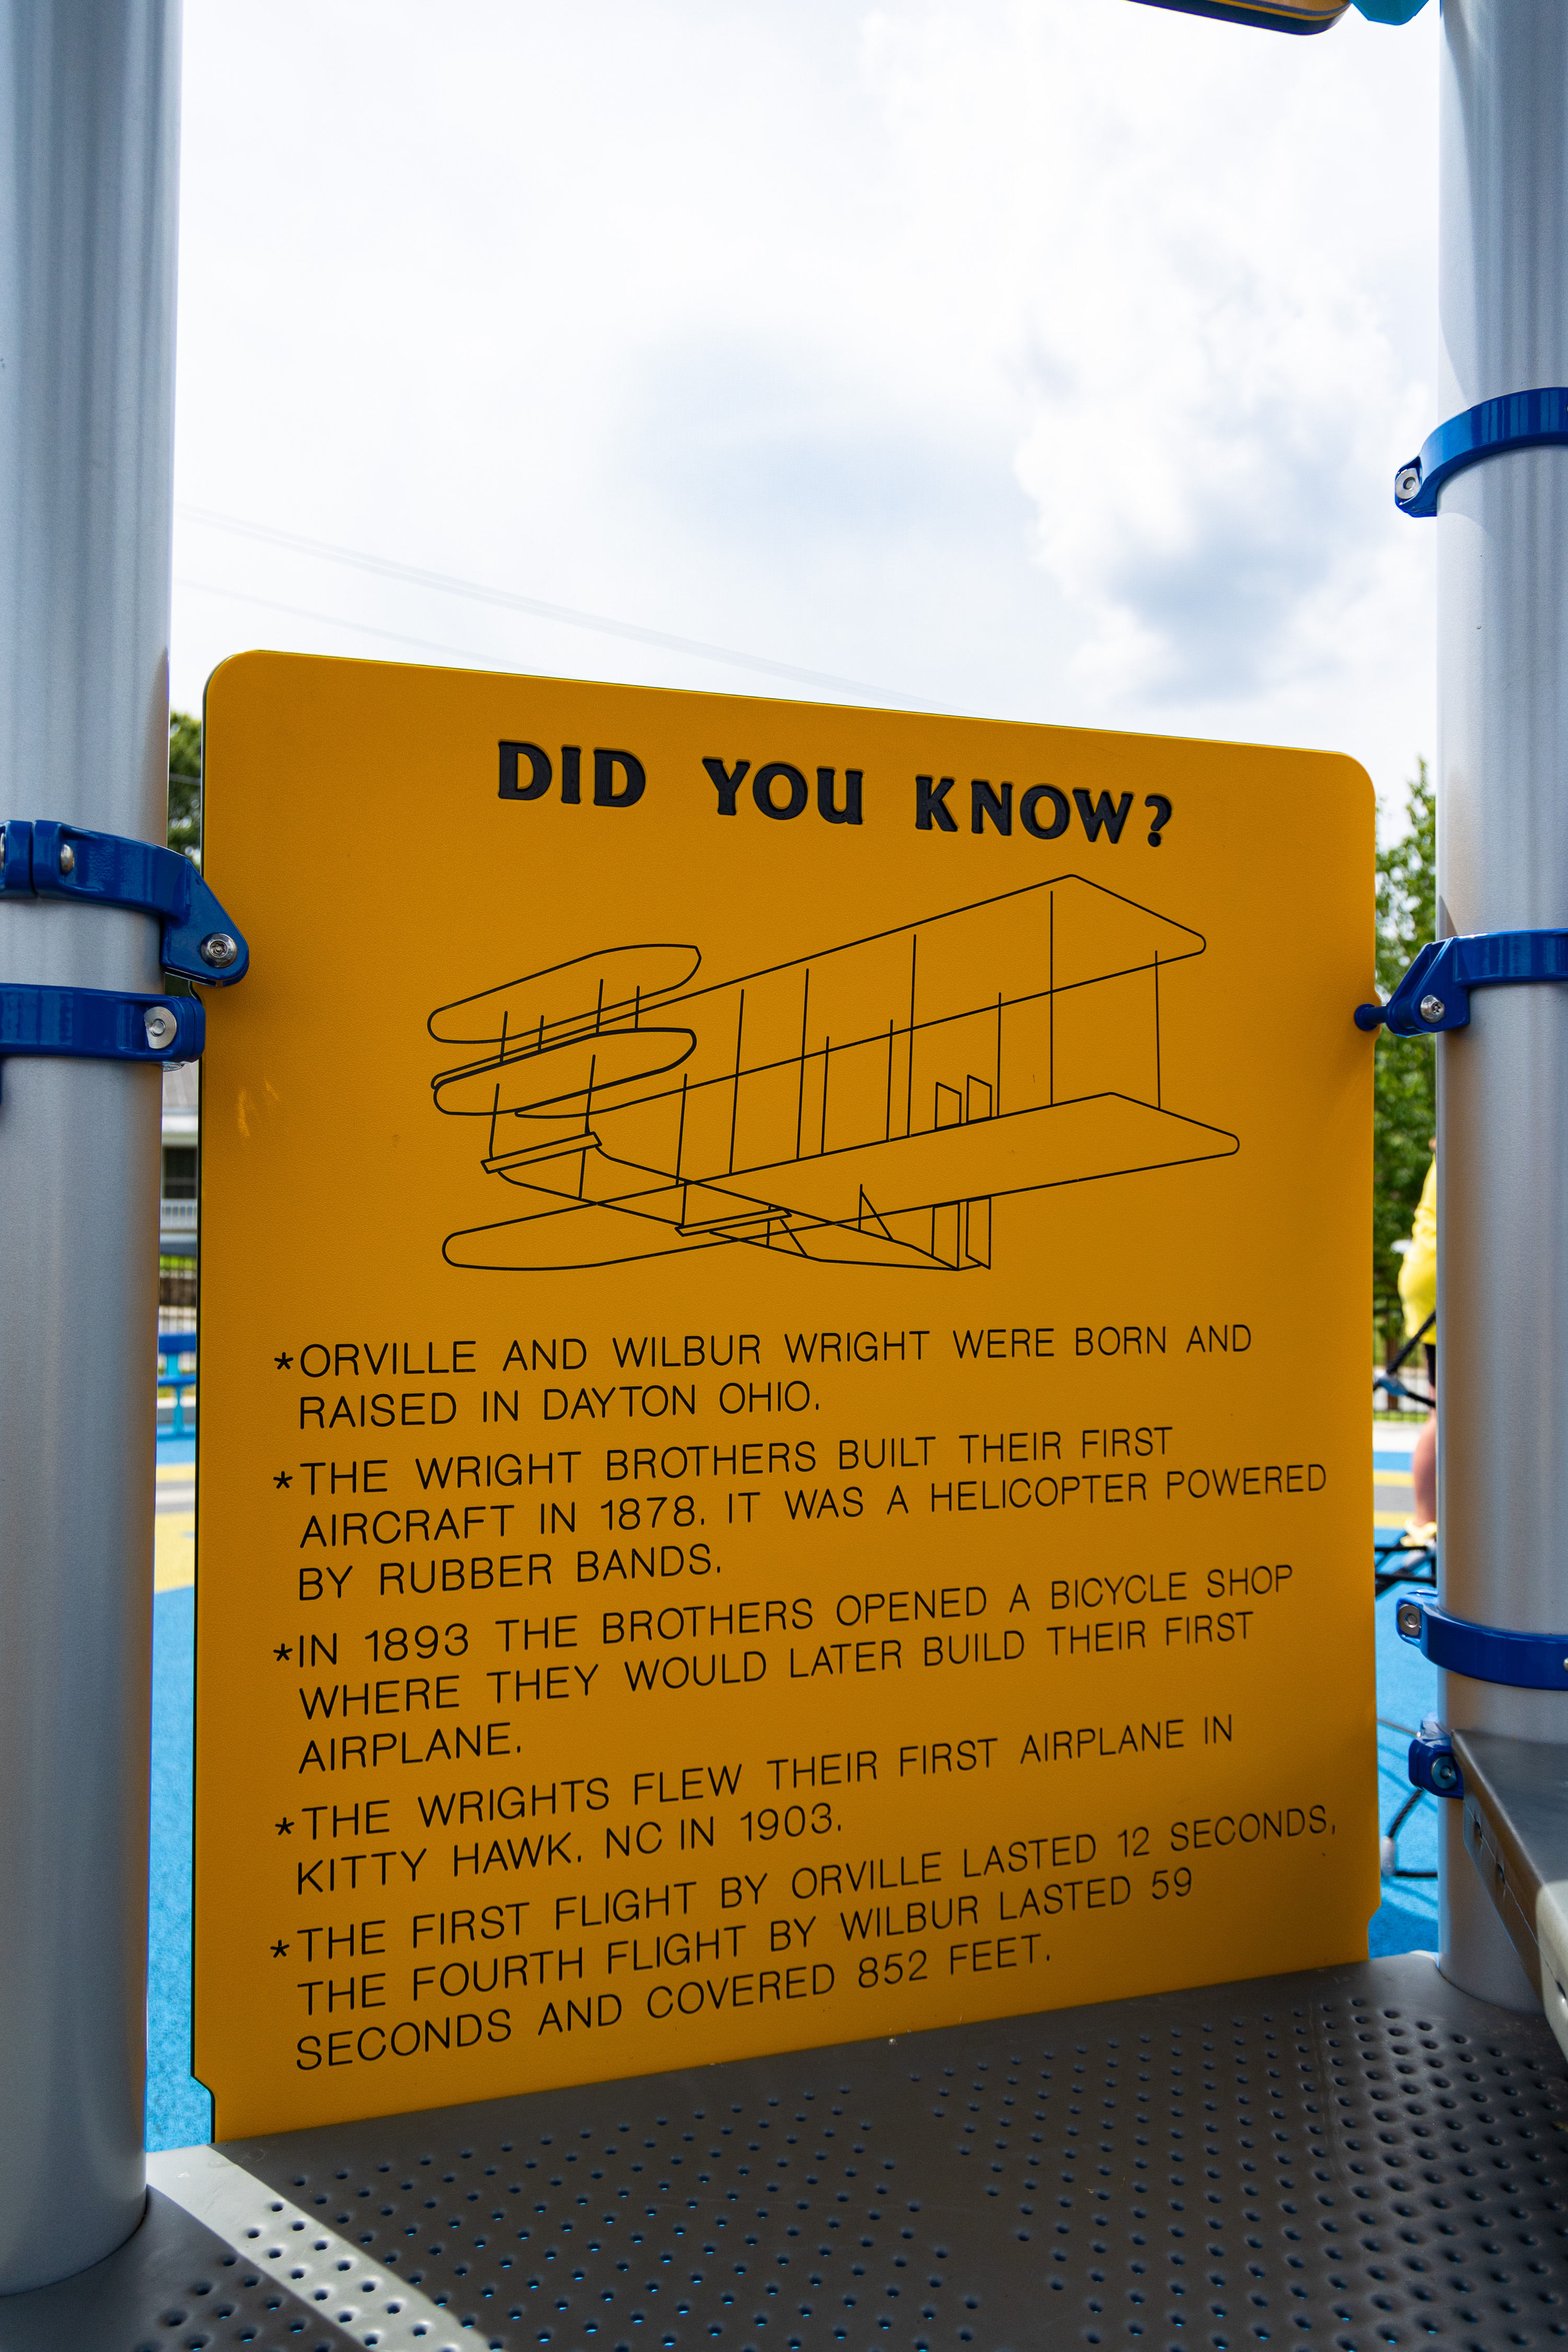 DID YOU KNOW?
*ORVILLE AND WILBUR WRIGHT WERE BORN AND
RAISED IN DAYTON OHIO.
*THE WRIGHT BROTHERS BUILT THEIR FIRST
AIRCRAFT IN 1878. IT WAS A HELICOPTER POWERED
BY RUBBER BANDS.
*IN 1893 THE BROTHERS OPENED A BICYCLE SHOP
WHERE THEY WOULD LATER BUILD THEIR FIRST
AIRPLANE.
*THE WRIGHTS FLEW THEIR FIRST AIRPLANE IN
KITTY HAWK. NC IN 1903.
*THE FIRST FLIGHT BY ORVILLE LASTED 12 SECONDS,
THE FOURTH FLIGHT BY WILBUR LASTED 59
SECONDS AND COVERED 852 FEET.